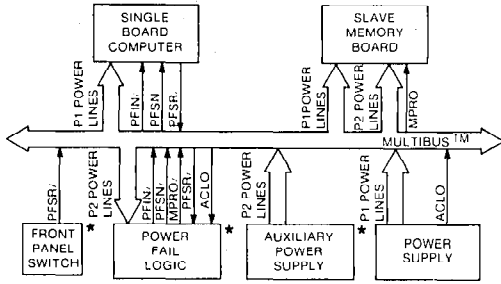 SINGLE
BOARD
COMPUTER
SLAVE
MEMORY
BOARD
P1 POWER
LINES
PFIN/
PFSN
PFSR/
P1 POWER
LINES
P2 POWER
LINES
MPRO
MULTIBUS™
PFSR/
P2 POWER
LINES
PFIN/
PFSN/
MPRO/
PFSR/
ACLO
P2 POWER
LINES
P1 POWER
LINES
ACLO
FRONT
PANEL
SWITCH
*
POWER
FAIL
LOGIC
*
AUXILIARY
POWER
SUPPLY
*
POWER
SUPPLY